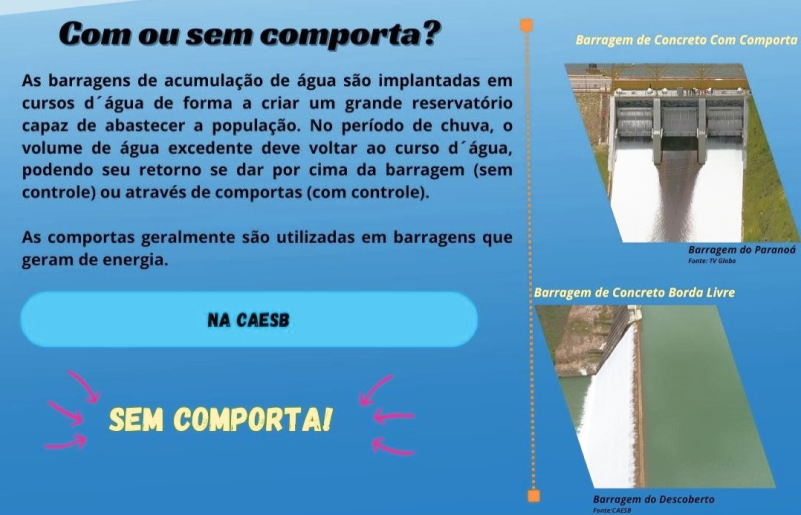 Com ou sem comporta?
As barragens de acumulação de água são implantadas em
cursos d´água de forma a criar um grande reservatório
capaz de abastecer a população. No período de chuva, o
volume de água excedente deve voltar ao curso d´água,
podendo seu retorno se dar por cima da barragem (sem
controle) ou através de comportas (com controle).
As comportas geralmente são utilizadas em barragens que
geram de energia.
NA CAESB
SEM COMPORTA!
Barragem de Concreto Com Comporta
Barragem do Paranoá
Fonte: TV Globo
Barragem de Concreto Borda Livre
Barragem do Descoberto
Fonte:CAESB